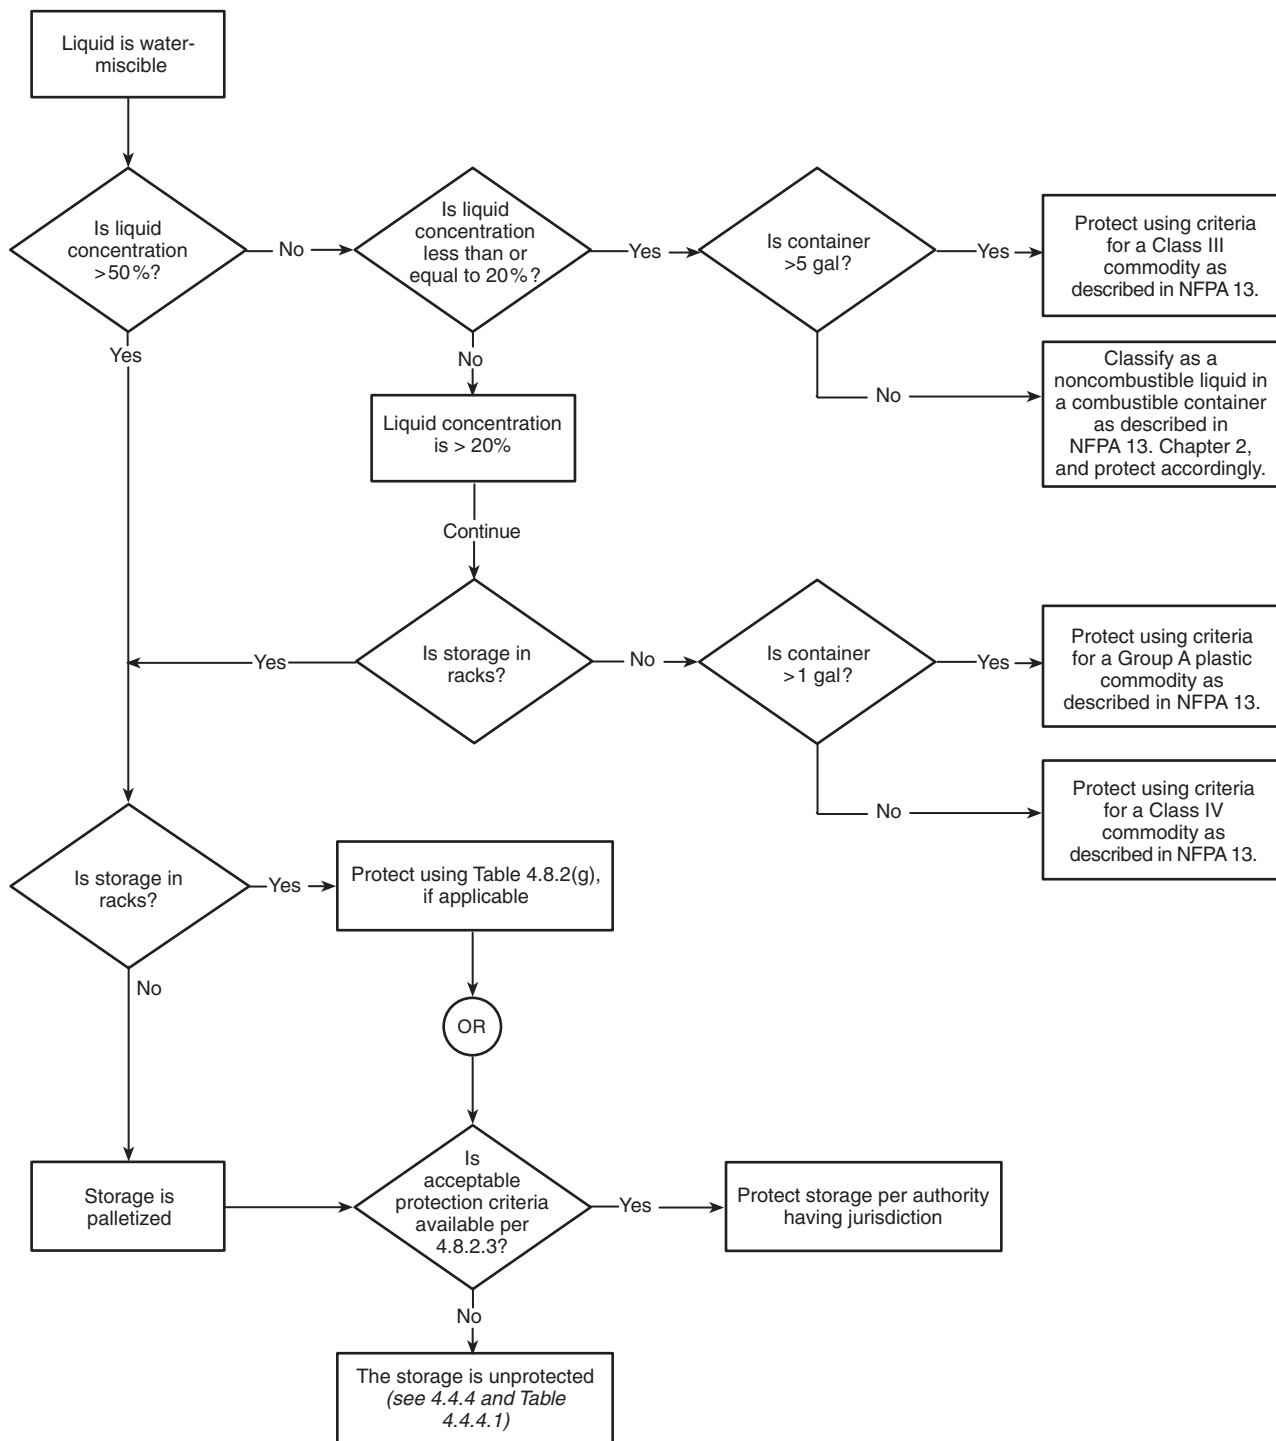 Liquid is water-
miscible
Is liquid
concentration
>50%?
No
Is liquid
concentration
less than or
equal to 20%?
Yes
Is container
>5 gal?
Yes
Protect using criteria
for a Class III
commodity as
described in NFPA 13.
Yes
No
No
Classify as a
noncombustible liquid in
a combustible container
as described in
NFPA 13. Chapter 2,
and protect accordingly.
Liquid concentration
is > 20%
Continue
Yes
Is storage in
racks?
No
Is container
>1 gal?
Yes
Protect using criteria
for a Group A plastic
commodity as
described in NFPA 13.
No
Protect using criteria
for a Class IV
commodity as
described in NFPA 13.
Is storage in
racks?
Yes
Protect using Table 4.8.2(g),
if applicable
No
OR
Storage is
palletized
Is
acceptable
protection criteria
available per
4.8.2.3?
Yes
Protect storage per authority
having jurisdiction
No
The storage is unprotected
(see 4.4.4 and Table
4.4.4.1)